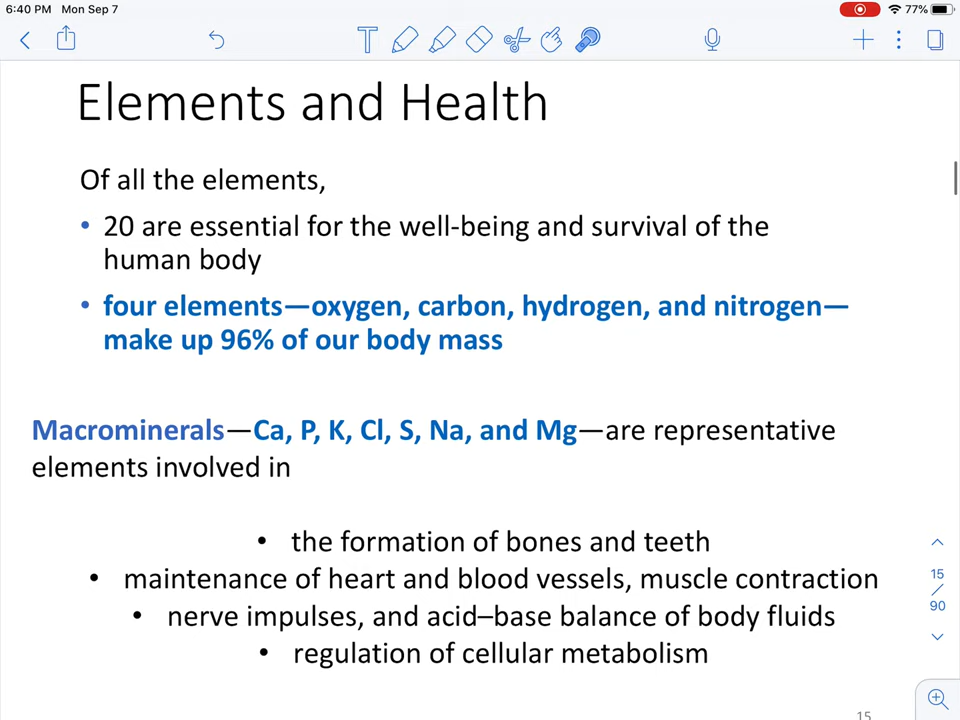 6:40 PM Mon Sep 7
77%
T
Elements and Health
Of all the elements,
• 20 are essential for the well-being and survival of the
human body
• four elements—oxygen, carbon, hydrogen, and nitrogen—
make up 96% of our body mass
Macrominerals—Ca, P, K, Cl, S, Na, and Mg—are representative
elements involved in
• the formation of bones and teeth
• maintenance of heart and blood vessels, muscle contraction
• nerve impulses, and acid–base balance of body fluids
• regulation of cellular metabolism
15
/
90
15